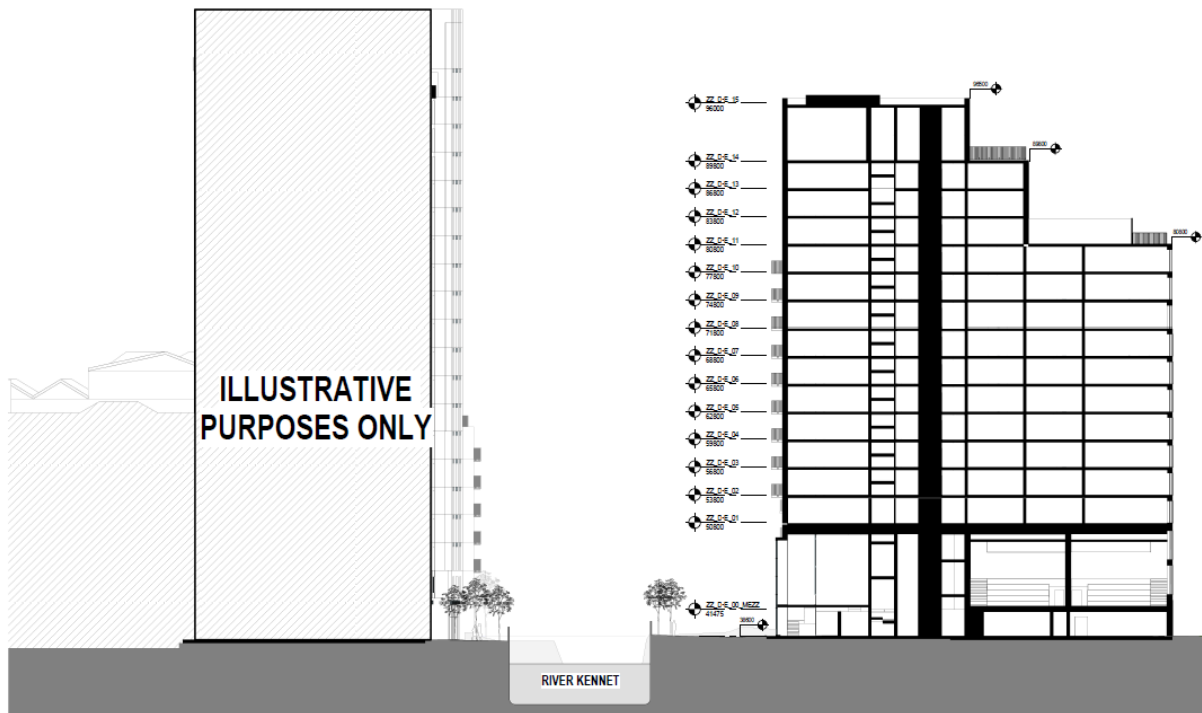 96600
ZZ_D-E_15
96000
89800
ZZ_D-E_14
89800
ZZ_D-E_13
86800
ZZ_D-E_12
83800
80800
ZZ_D-E_11
80800
ZZ_D-E_10
77800
ZZ_D-E_09
74800
ZZ_D-E_08
71800
ZZ_D-E_07
68800
ILLUSTRATIVE
PURPOSES ONLY
ZZ_D-E_06
65800
ZZ_D-E_05
62800
ZZ_D-E_04
59800
ZZ_D-E_03
56800
ZZ_D-E_02
53800
ZZ_D-E_01
50800
ZZ_D-E_00_MEZZ
41475
38600
RIVER KENNET